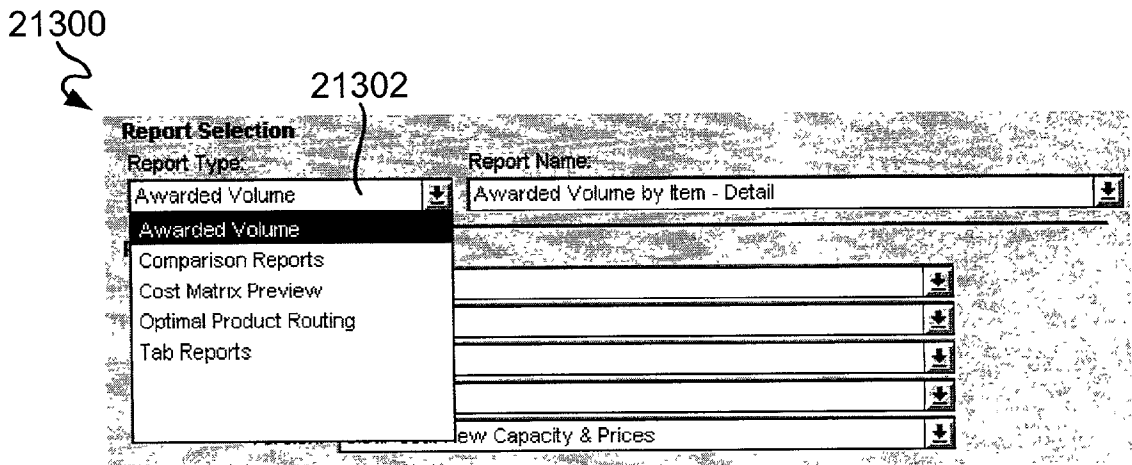 21300
21302
Report Selection
Report Type: Report Name:
Awarded Volume Awarded Volume by Item - Detail
Awarded Volume
Comparison Reports
Cost Matrix Preview
Optimal Product Routing
Tab Reports
Capacity & Prices